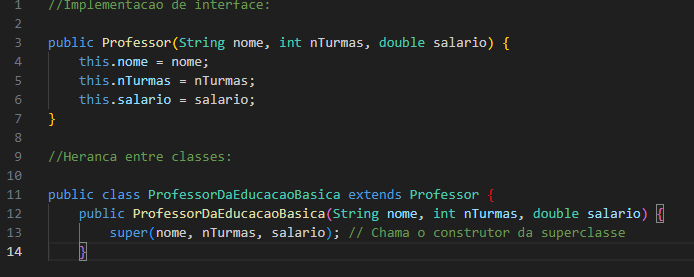 1 //Implementacao de interface:
2
3 public Professor(String nome, int nTurmas, double salario) {
4     this.nome = nome;
5     this.nTurmas = nTurmas;
6     this.salario = salario;
7 }
8
9 //Heranca entre classes:
10
11 public class ProfessorDaEducacaoBasica extends Professor {
12     public ProfessorDaEducacaoBasica(String nome, int nTurmas, double salario) {
13         super(nome, nTurmas, salario); // Chama o construtor da superclasse
14     }